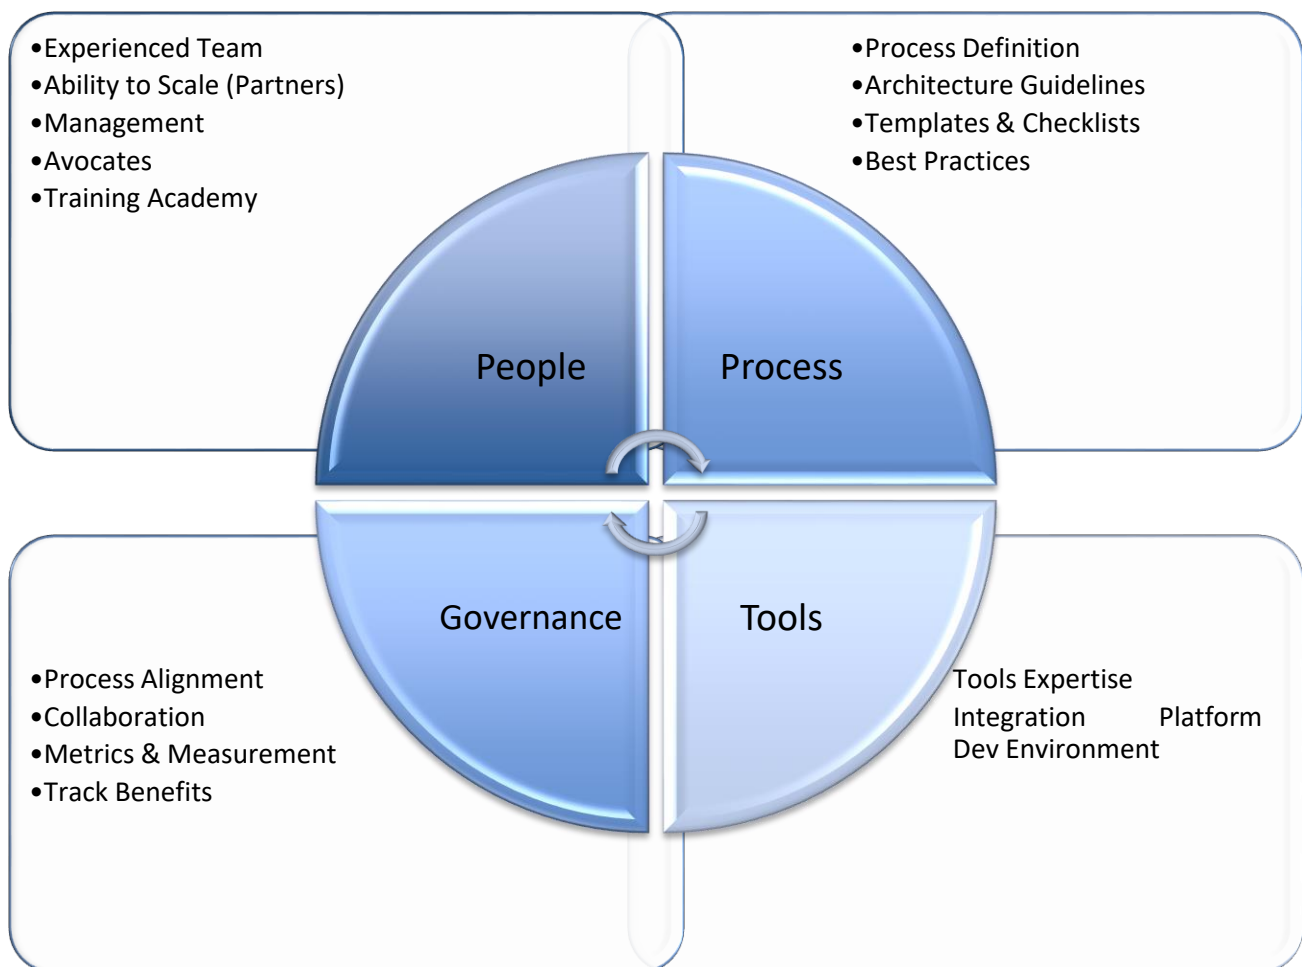 •Experienced Team
•Ability to Scale (Partners)
•Management
•Avocates
•Training Academy
•Process Definition
•Architecture Guidelines
•Templates & Checklists
•Best Practices
People
Process
Governance
Tools
•Process Alignment
•Collaboration
•Metrics & Measurement
•Track Benefits
Tools Expertise
Integration Platform
Dev Environment